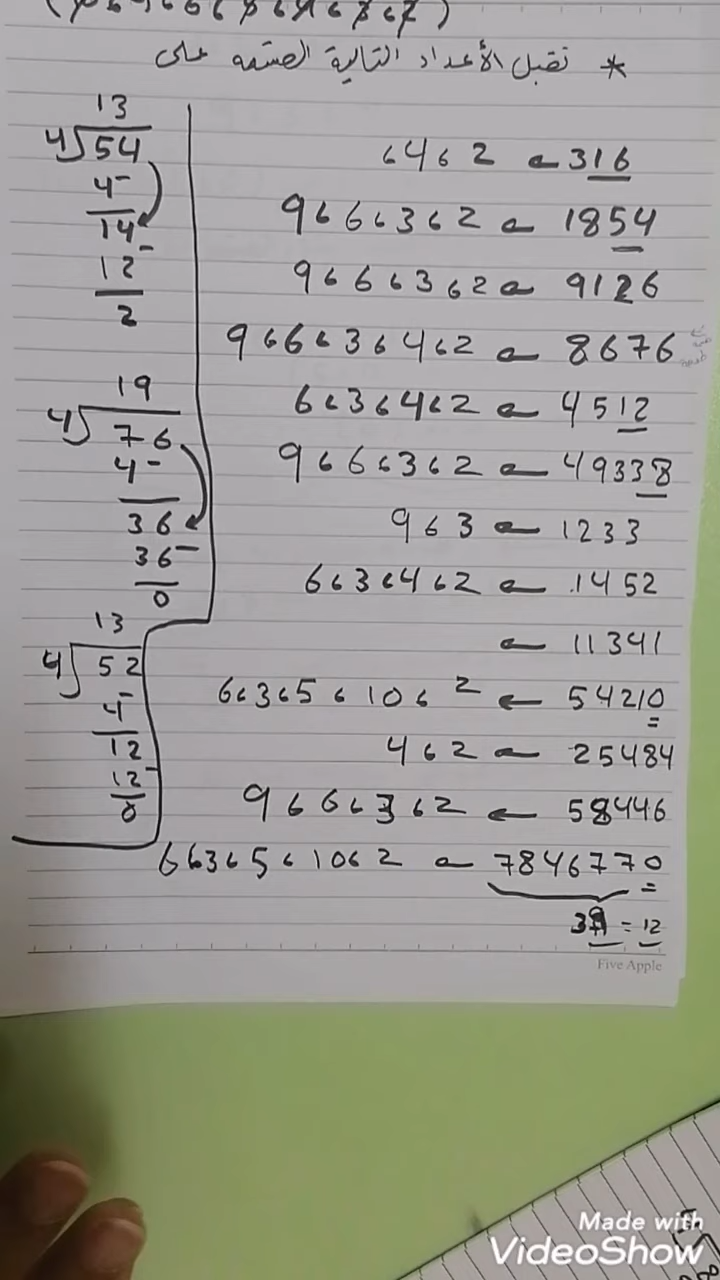 * تقبل الأعداد التالية القسمة على
316 ← 2 ، 4 ،
1854 ← 2 ، 3 ، 6 ، 9
9126 ← 2 ، 3 ، 6 ، 9
8676 ← 2 ، 4 ، 3 ، 6 ، 9
4512 ← 2 ، 4 ، 3 ، 6
49338 ← 2 ، 3 ، 6 ، 9
1233 ← 3 ، 9
1452 ← 2 ، 4 ، 3 ، 6
11341 ←
54210 ← 2 ، 10 ، 5 ، 3 ، 6
25484 ← 2 ، 4
58446 ← 2 ، 3 ، 6 ، 9
7846770 ← 2 ، 10 ، 5 ، 3 ، 6
= 12
13
4 54
4-
14
12-
2
19
4 76
4-
36
36-
0
13
4 52
4-
12
12-
0
Five Apple
Made with
VideoShow